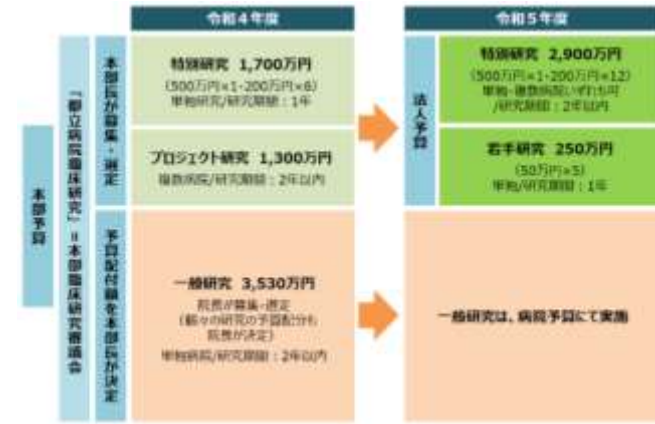 令和4年度
令和5年度
本部予算
「都立病院臨床研究」=本部臨床研究審議会
本部長が募集・選定
特別研究 1,700万円
(500万円×1・200万円×6)
単独研究/研究期間:1年
プロジェクト研究 1,300万円
複数病院/研究期間:2年以内
予算配付額を本部長が決定
一般研究 3,530万円
院長が募集・選定
(個々の研究の予算配分も
院長が決定)
単独病院/研究期間:2年以内
法人予算
特別研究 2,900万円
(500万円×1・200万円×12)
単独・複数病院いずれも可
/研究期間:2年以内
若手研究 250万円
(50万円×5)
単独/研究期間:1年
一般研究は、病院予算にて実施